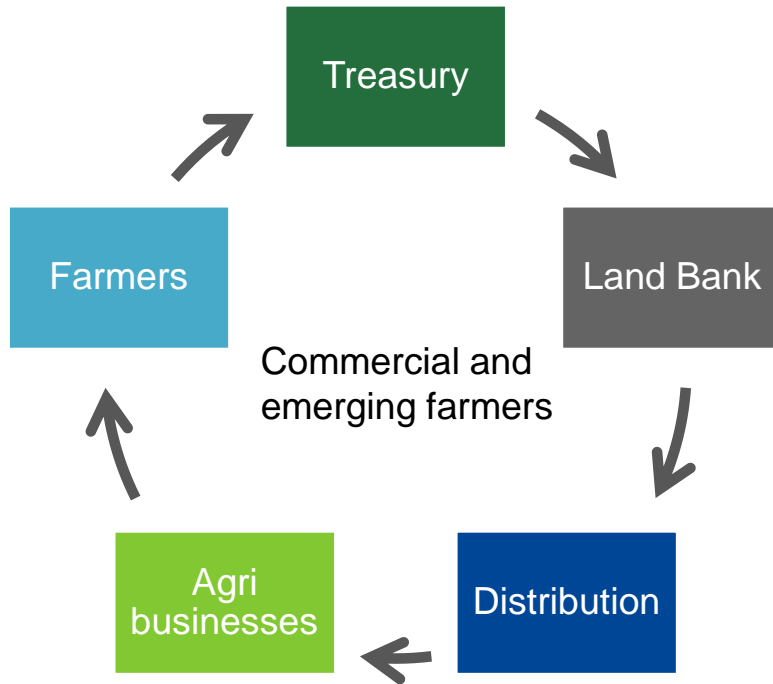 Treasury
Farmers
Land Bank
Commercial and
emerging farmers
Agri
businesses
Distribution